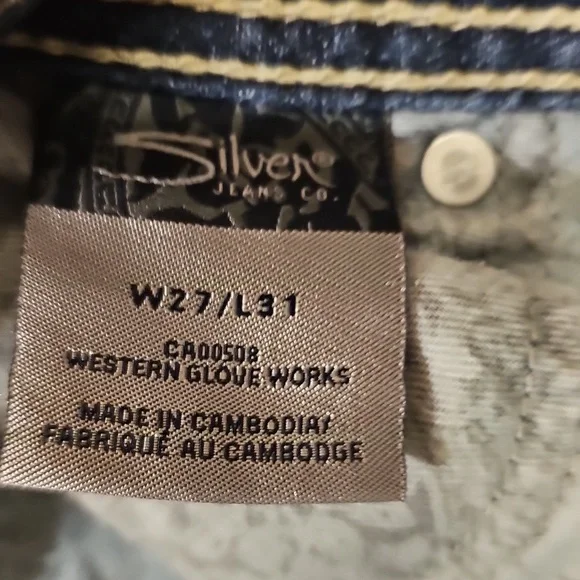 Silver®
JEANS CO.
W27/L31
CA00508
WESTERN GLOVE WORKS
MADE IN CAMBODIA/
FABRIQUÉ AU CAMBODGE